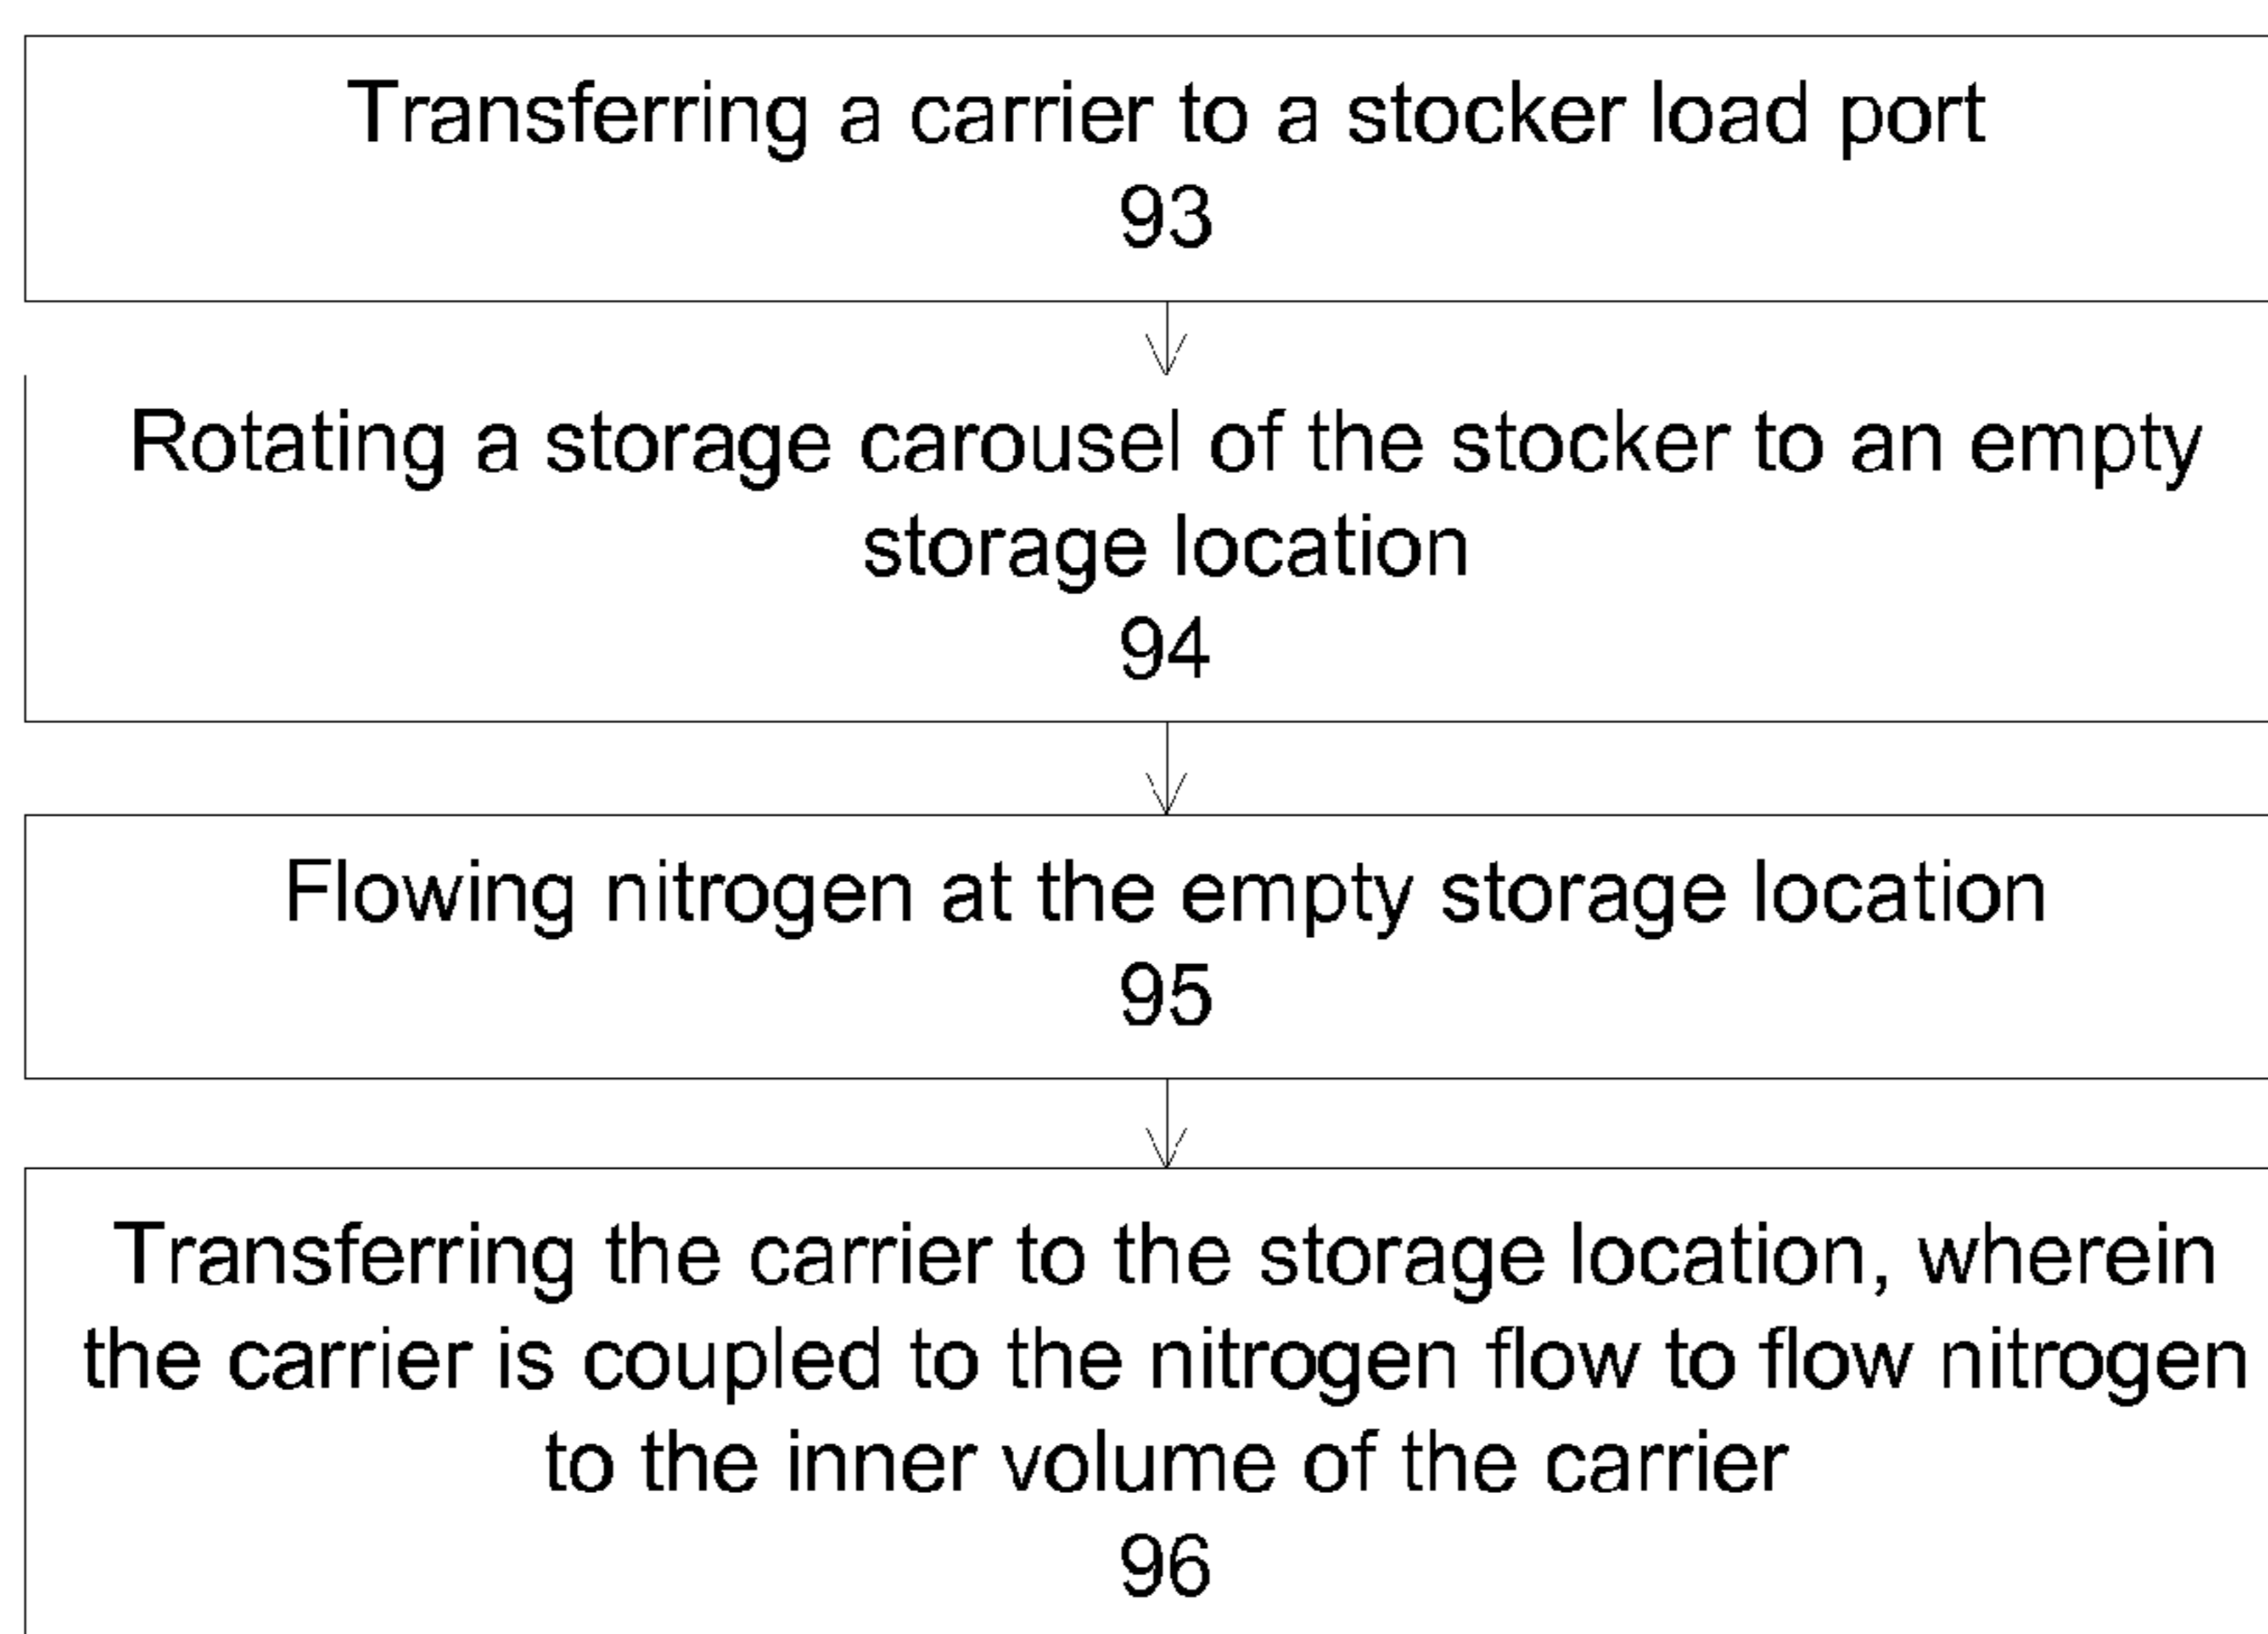 Transferring a carrier to a stocker load port
93
Rotating a storage carousel of the stocker to an empty
storage location
94
Flowing nitrogen at the empty storage location
95
Transferring the carrier to the storage location, wherein
the carrier is coupled to the nitrogen flow to flow nitrogen
to the inner volume of the carrier
96